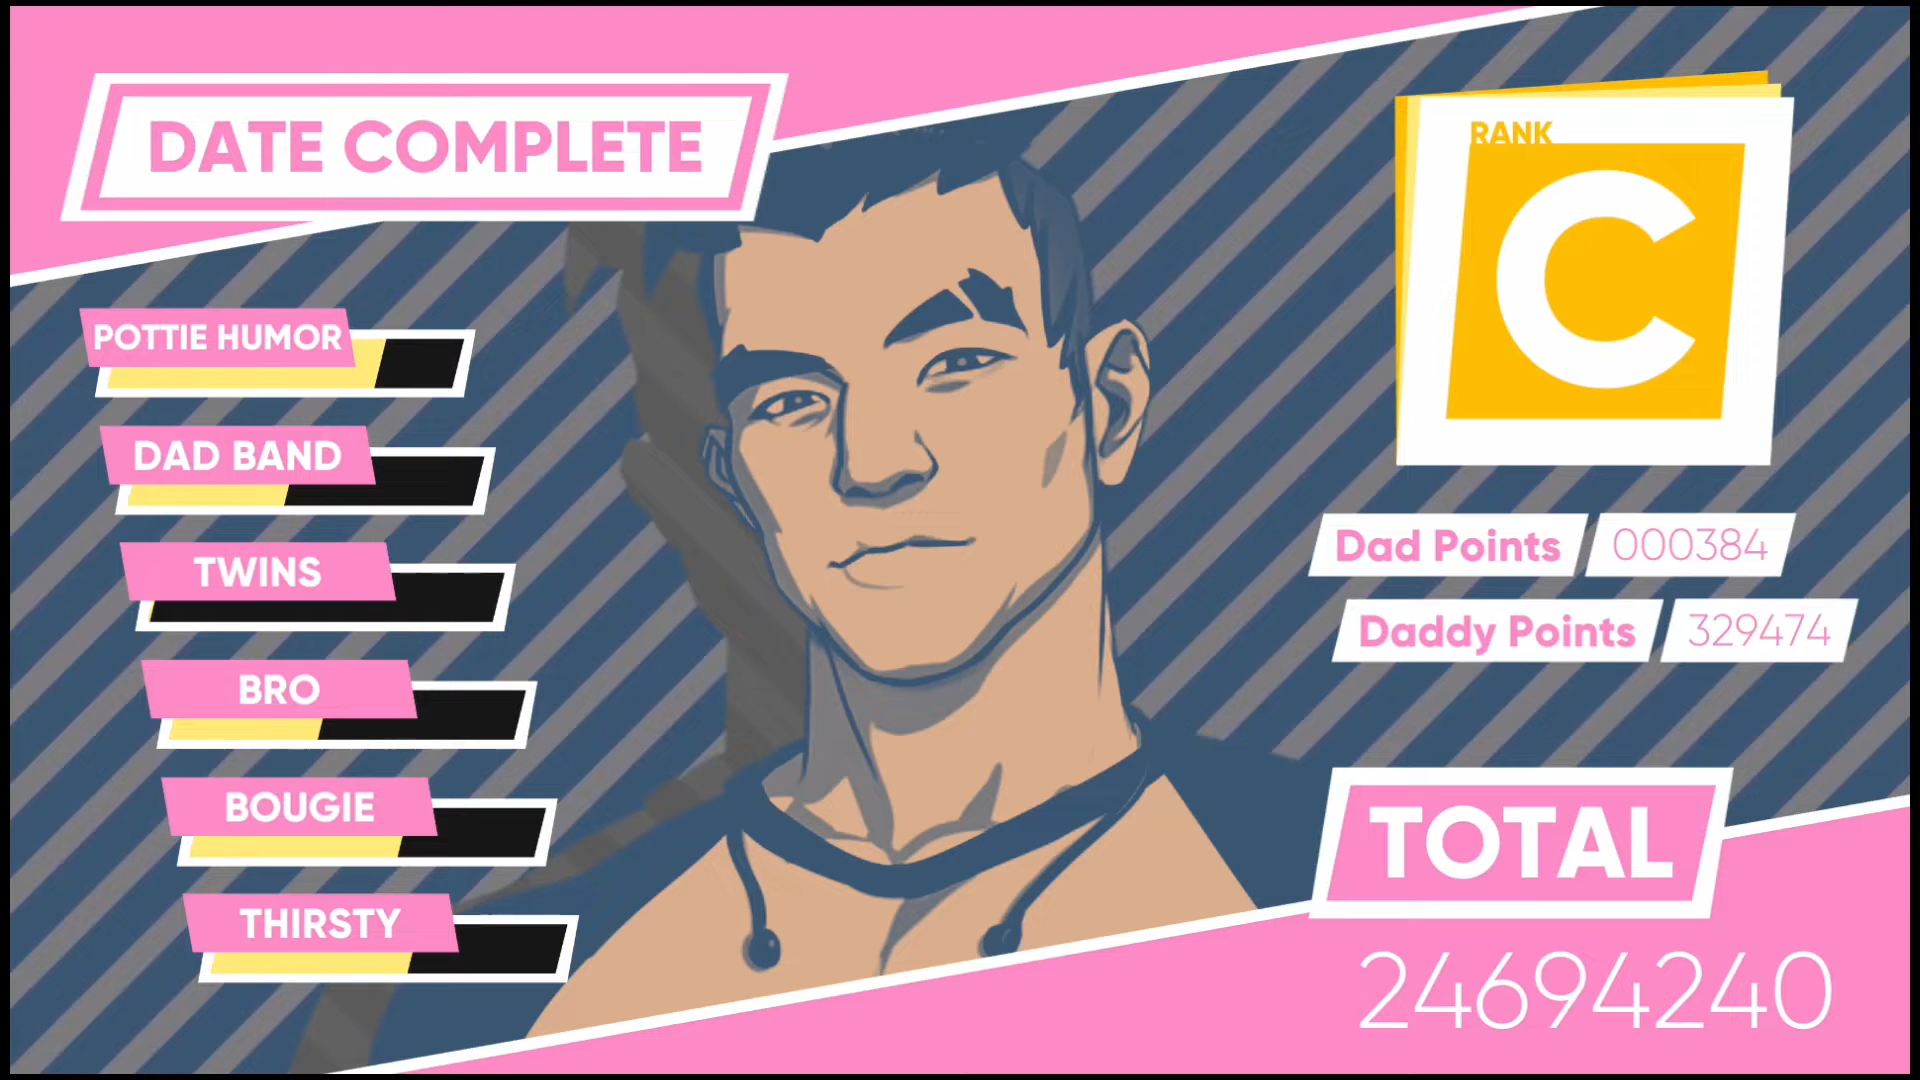 DATE COMPLETE
RANK
C
POTTIE HUMOR
DAD BAND
TWINS
BRO
BOUGIE
THIRSTY
Dad Points 000384
Daddy Points 329474
TOTAL
24694240